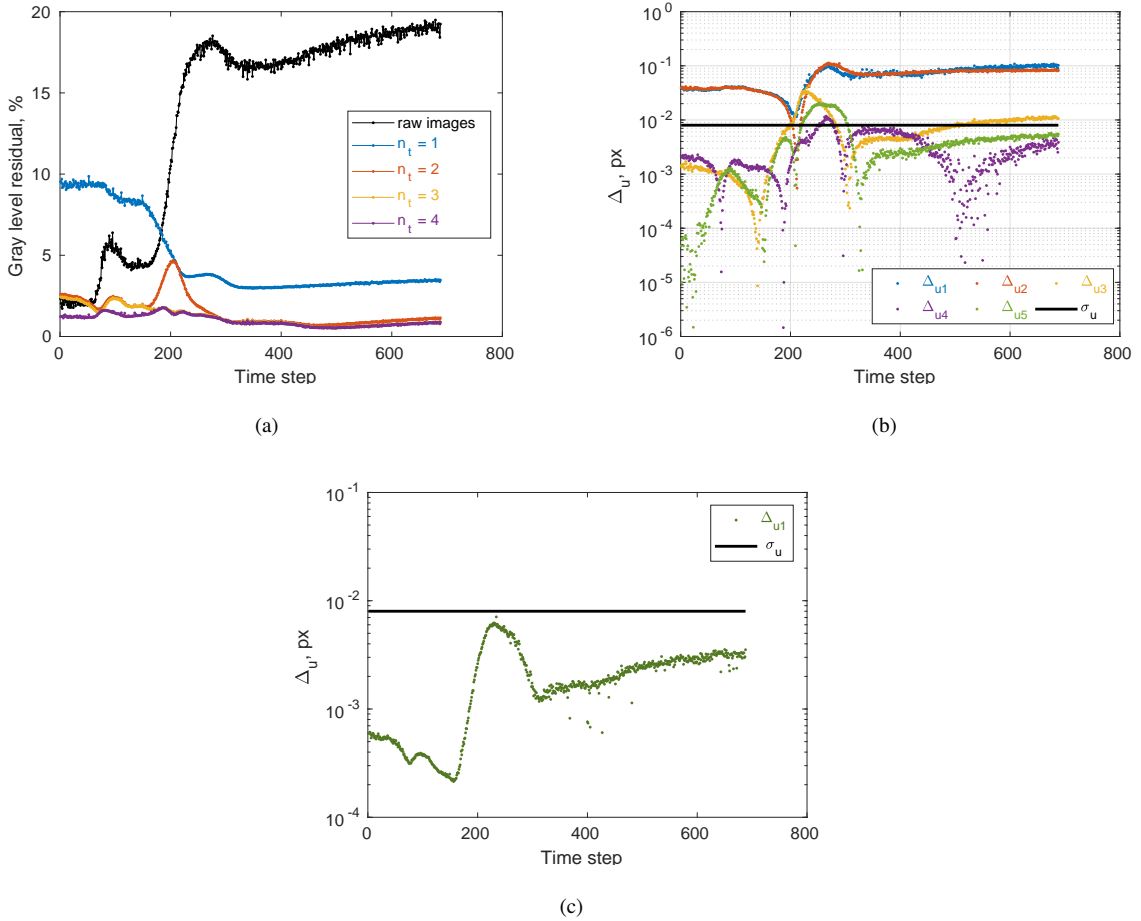 20
15
10
5
0
Gray level residual, %
raw images
n_t = 1
n_t = 2
n_t = 3
n_t = 4
0 200 400 600 800
Time step
(a)
10^0
10^-1
10^-2
10^-3
10^-4
10^-5
10^-6
Δ_u, px
Δ_u1 Δ_u2 Δ_u3
Δ_u4 Δ_u5 σ_u
0 200 400 600 800
Time step
(b)
10^-1
10^-2
10^-3
10^-4
Δ_u, px
Δ_u1
σ_u
0 200 400 600 800
Time step
(c)